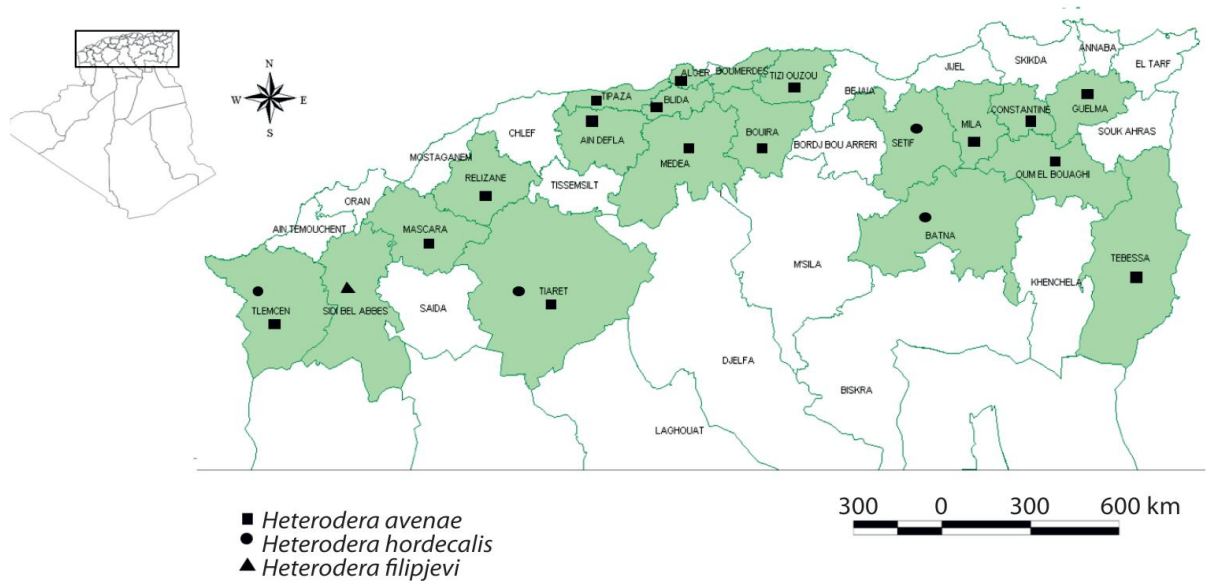 N
W E
S
ALGER
BOUMERDES
TIZI OUZOU
TIPAZA
BLIDA
BEJAIA
JIJEL
SKIKDA
ANNABA
EL TARF
CHLEF
AIN DEFLA
MEDEA
BOUIRA
BORDJ BOU ARRERI
SETIF
MILA
CONSTANTINE
GUELMA
SOUK AHRAS
OUM EL BOUAGHI
MOSTAGANEM
RELIZANE
TISSEMSILT
ORAN
AIN TEMOUCHENT
MASCARA
BATNA
TEBESSA
KHENCHELA
M'SILA
TLEMCEN
SIDI BEL ABBES
SAIDA
TIARET
DJELFA
BISKRA
LAGHOUAT
Heterodera avenae
Heterodera hordecalis
Heterodera filipjevi
300 0 300 600 km